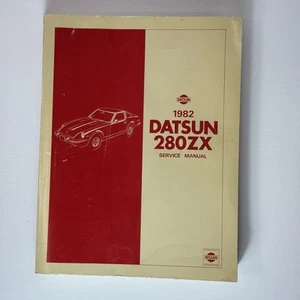 1982
DATSUN
280ZX
SERVICE MANUAL